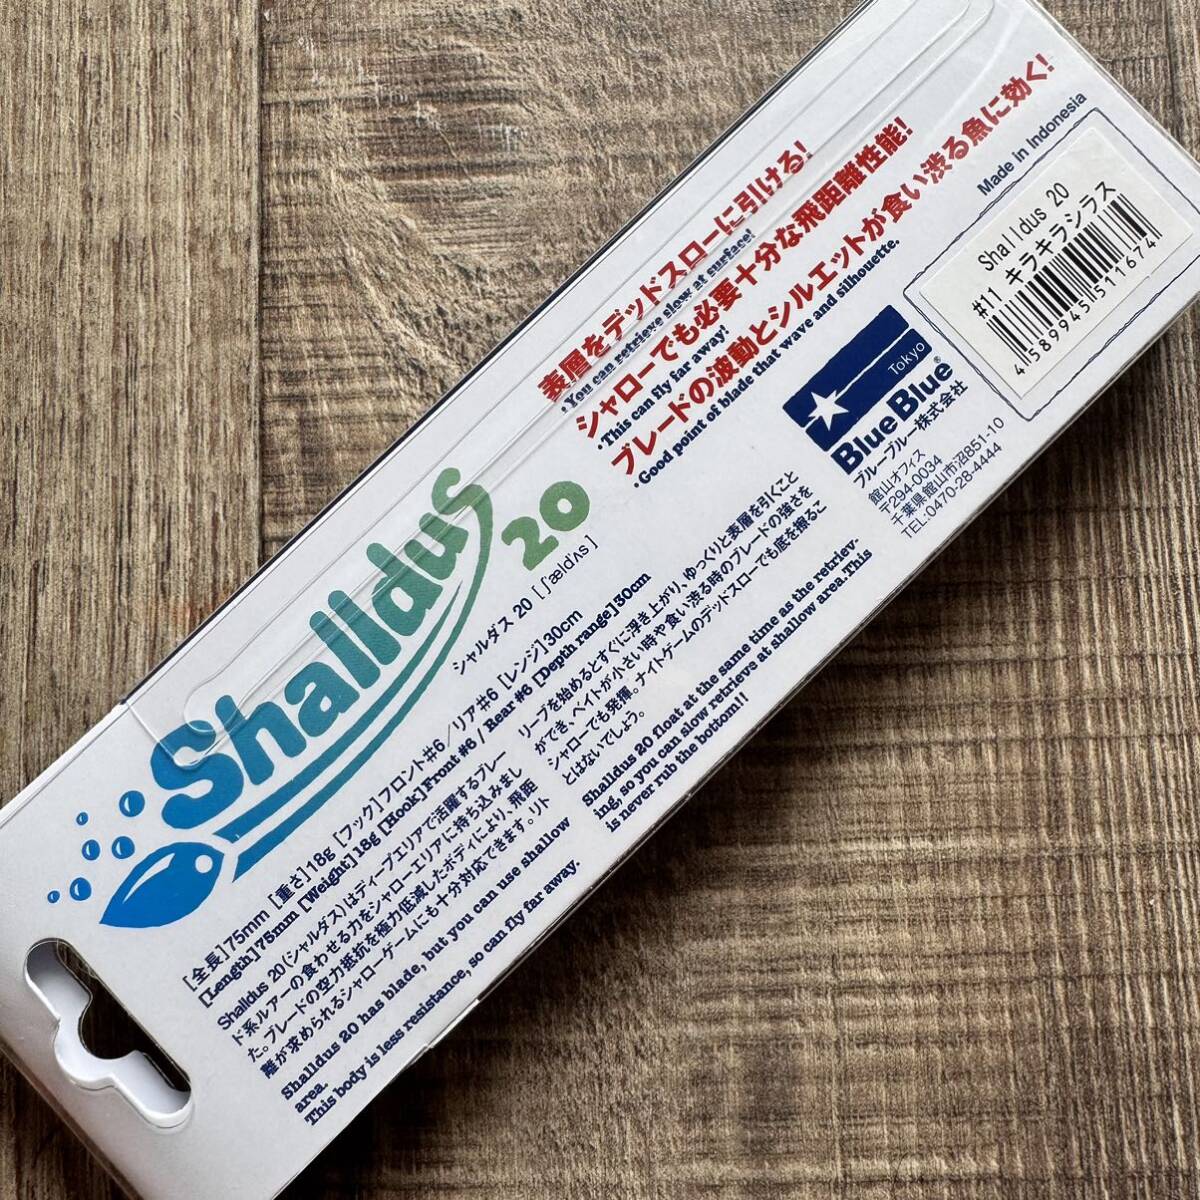 Shalldus
20
シャルダス 20 [ʃ'æld'ʌs]
[全長]75mm [重さ]18g [フック]フロント#6/リア#6 [レンジ]30cm
[Length]75mm [Weight]18g [Hook]Front#6 / Rear#6 [Depth range]30cm
Shalldus 20(シャルダス)はディープエリアで活躍するブレー
ド系ルアーの食わせる力をシャローエリアに持ち込みまし
た。ブレードの空力抵抗を極力低減したボディにより、飛距
離が求められるシャローゲームにも十分対応できます。リト
リーブを始めるとすぐに浮き上がり、ゆっくりと表層を引くこと
ができ、ベイトが小さい時や食い渋る時のブレードの強さを
シャローでも発揮。ナイトゲームのデッドスローでも底を擦るこ
とはないでしょう。
Shalldus 20 has blade, but you can use shallow
area.
This body is less resistance, so can fly far away.
Shalldus 20 float at the same time as the retriev-
ing, so you can slow retrieve at shallow area. This
is never rub the bottom!!
表層をデッドスローに引ける!
・You can retrieve slow at surface!
シャローでも必要十分な飛距離性能!
・This can fly far away!
ブレードの波動とシルエットが食い渋る魚に効く!
・Good point of blade that wave and silhouette.
Tokyo
BlueBlue®
ブルーブルー株式会社
館山オフィス
〒294-0034
千葉県館山市沼851-10
TEL:0470-28-4444
Made in Indonesia
Shalldus 20
#11 キラキラシラス
4589945511674